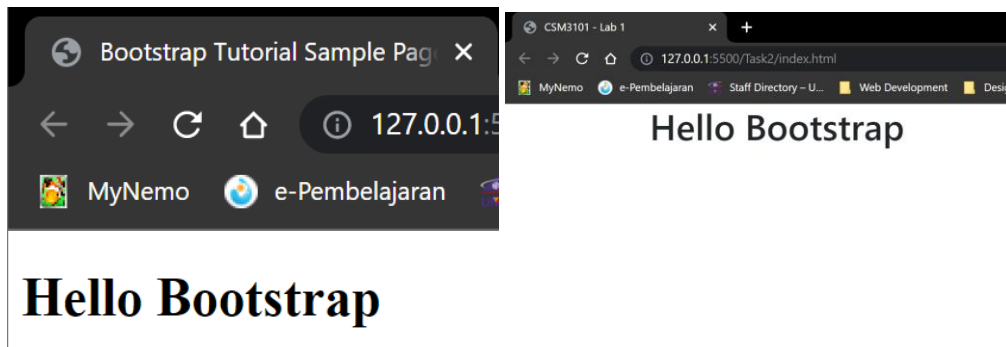 Bootstrap Tutorial Sample Pag
127.0.0.1:5
MyNemo e-Pembelajaran
Hello Bootstrap
CSM3101 - Lab 1
127.0.0.1:5500/Task2/index.html
MyNemo e-Pembelajaran Staff Directory – U... Web Development Desi
Hello Bootstrap